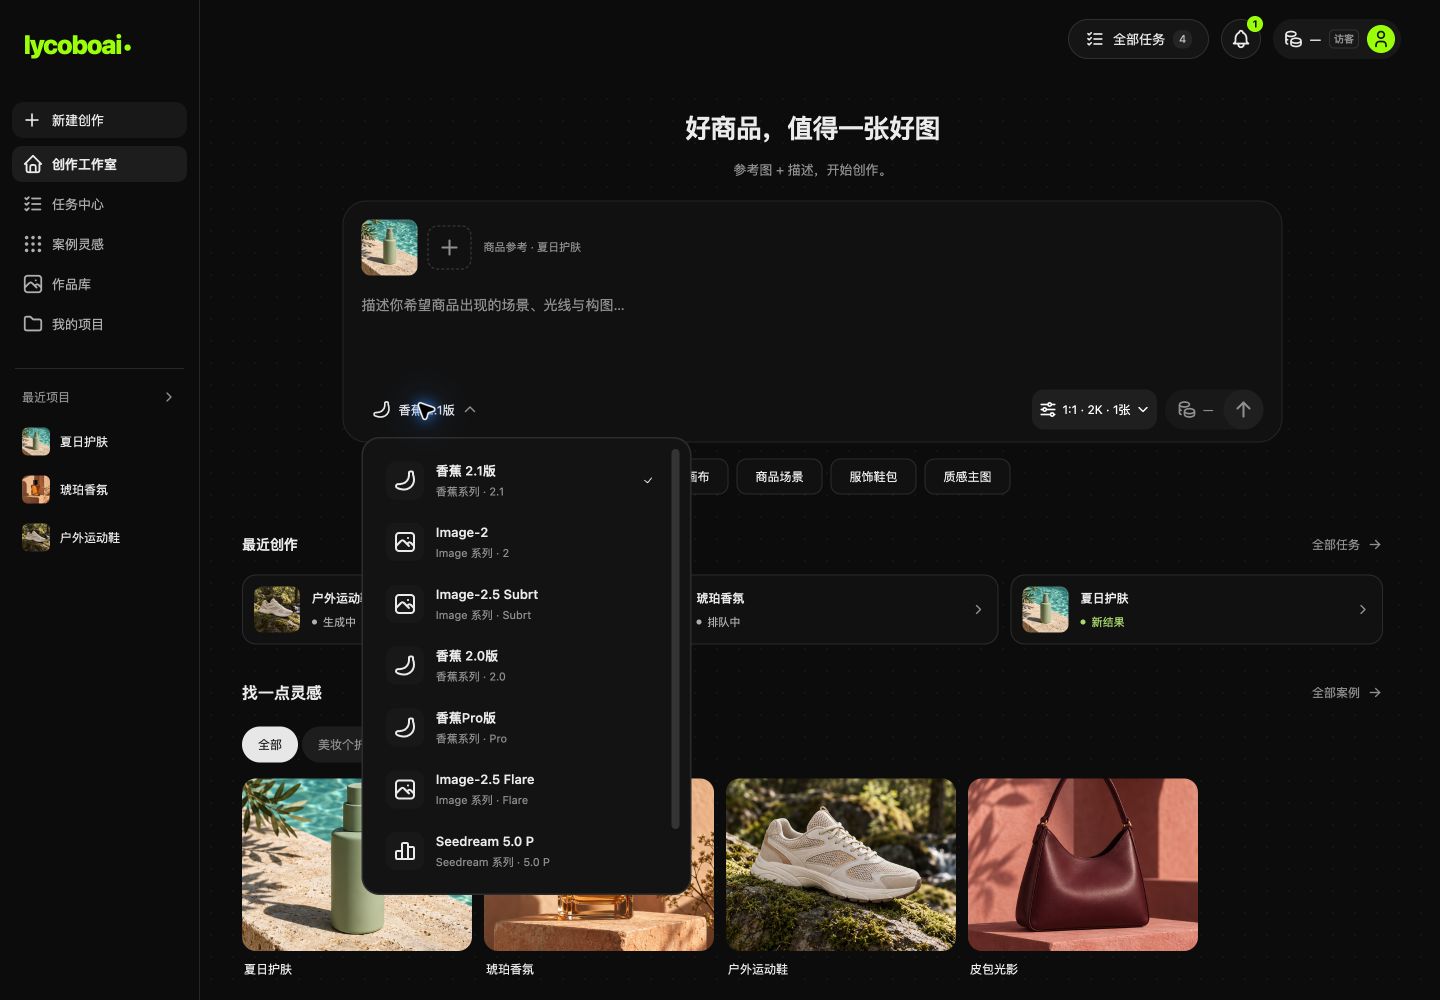 lycoboai
全部任务 4
1
访客
新建创作
创作工作室
任务中心
案例灵感
作品库
我的项目
最近项目
夏日护肤
琥珀香氛
户外运动鞋
好商品，值得一张好图
参考图 + 描述，开始创作。
商品参考 · 夏日护肤
描述你希望商品出现的场景、光线与构图...
1:1 · 2K · 1张
香蕉 2.1版
香蕉系列 · 2.1
Image-2
Image 系列 · 2
Image-2.5 Subrt
Image 系列 · Subrt
香蕉 2.0版
香蕉系列 · 2.0
香蕉Pro版
香蕉系列 · Pro
Image-2.5 Flare
Image 系列 · Flare
Seedream 5.0 P
Seedream 系列 · 5.0 P
画布
商品场景
服饰鞋包
质感主图
最近创作
全部任务
户外运动
生成中
琥珀香氛
排队中
夏日护肤
新结果
找一点灵感
全部案例
全部
美妆个护
夏日护肤
琥珀香氛
户外运动鞋
皮包光影